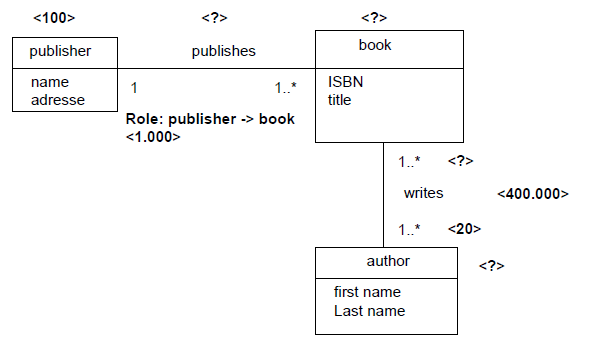 <100> <?> <?>
publisher publishes book
name
adresse
1 1..*
ISBN
title
Role: publisher -> book
<1.000>
1..* <?>
writes <400.000>
1..* <20>
author <?>
first name
Last name